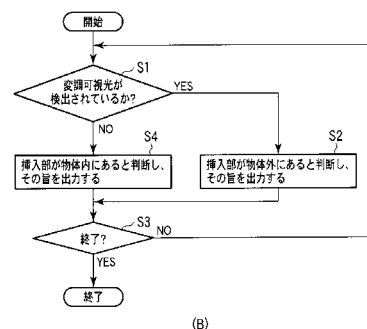 開始
S1
変調可視光が
検出されているか?
YES
NO
S4
S2
挿入部が物体内にあると判断し、
その旨を出力する
挿入部が物体外にあると判断し、
その旨を出力する
S3
終了?
NO
YES
終了
(B)